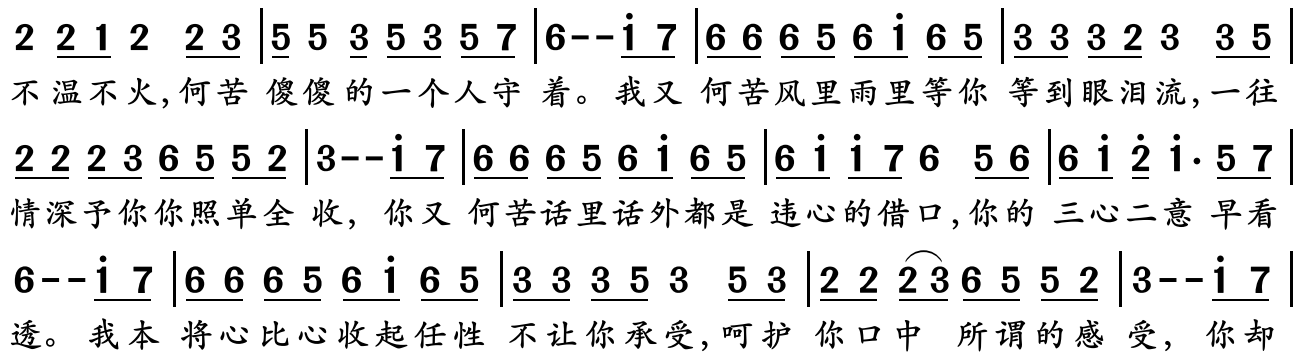 2 2 1 2 2 3 | 5 5 3 5 3 5 7 | 6 - - i 7 | 6 6 6 5 6 i 6 5 | 3 3 3 2 3 3 5 |
不温不火,何苦 傻傻的一个人守 着。我又 何苦风里雨里等你 等到眼泪流,一往
2 2 2 3 6 5 5 2 | 3 - - i 7 | 6 6 6 5 6 i 6 5 | 6 i i 7 6 5 6 | 6 i 2̇ i · 5 7 |
情深予你你照单全 收, 你又 何苦话里话外都是 违心的借口,你的 三心二意 早看
6 - - i 7 | 6 6 6 5 6 i 6 5 | 3 3 3 5 3 5 3 | 2 2 2 3 6 5 5 2 | 3 - - i 7 |
透。我本 将心比心收起任性 不让你承受,呵护 你口中 所谓的感 受, 你却